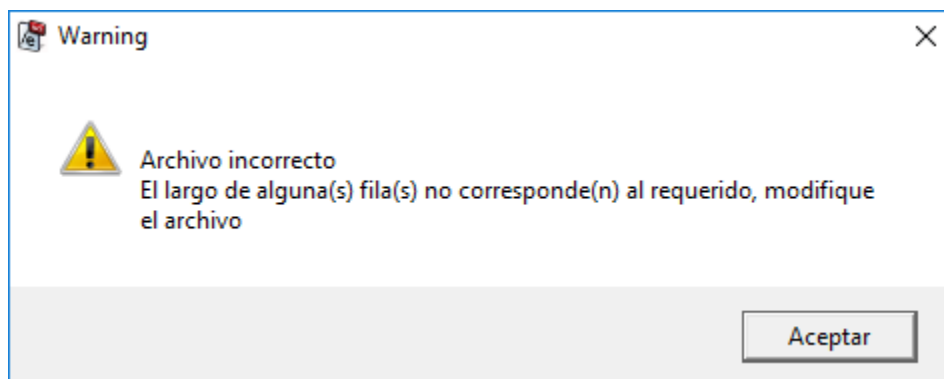 Warning
Archivo incorrecto
El largo de alguna(s) fila(s) no corresponde(n) al requerido, modifique
el archivo
Aceptar